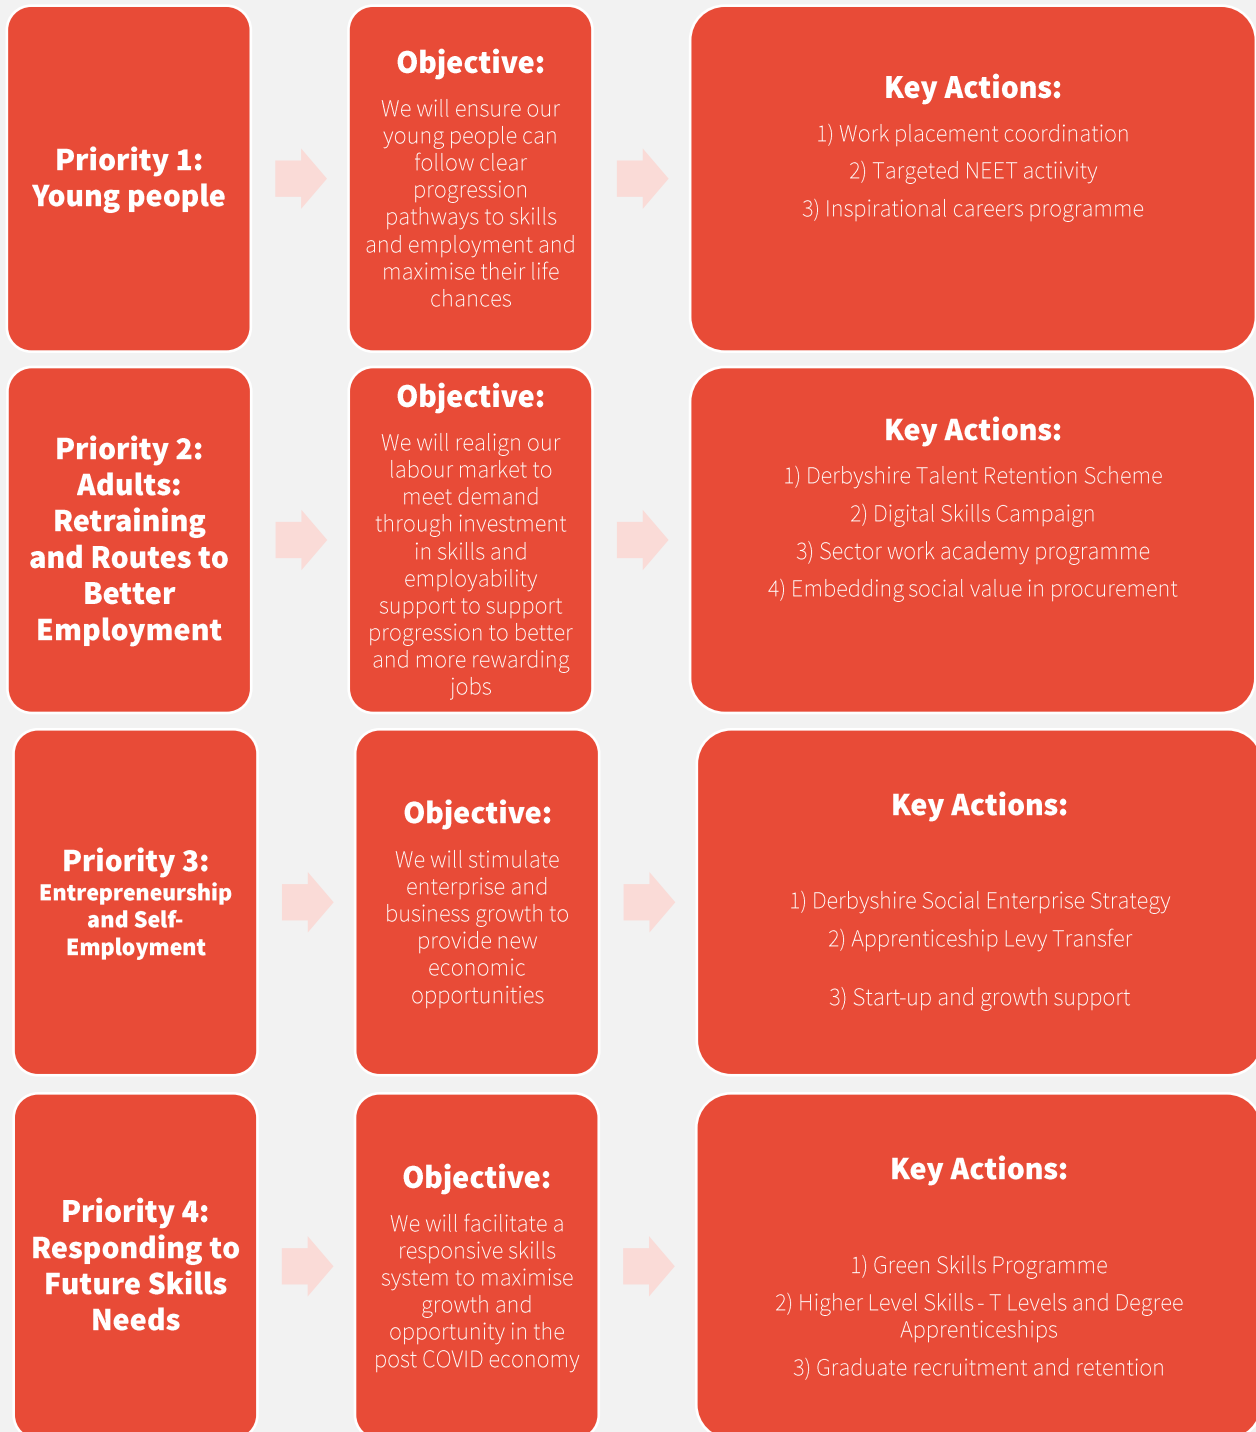 Priority 1:
Young people
Objective:
We will ensure our
young people can
follow clear
progression
pathways to skills
and employment and
maximise their life
chances
Key Actions:
1) Work placement coordination
2) Targeted NEET actiivity
3) Inspirational careers programme
Priority 2:
Adults:
Retraining
and Routes to
Better
Employment
Objective:
We will realign our
labour market to
meet demand
through investment
in skills and
employability
support to support
progression to better
and more rewarding
jobs
Key Actions:
1) Derbyshire Talent Retention Scheme
2) Digital Skills Campaign
3) Sector work academy programme
4) Embedding social value in procurement
Priority 3:
Entrepreneurship
and Self-
Employment
Objective:
We will stimulate
enterprise and
business growth to
provide new
economic
opportunities
Key Actions:
1) Derbyshire Social Enterprise Strategy
2) Apprenticeship Levy Transfer
3) Start-up and growth support
Priority 4:
Responding to
Future Skills
Needs
Objective:
We will facilitate a
responsive skills
system to maximise
growth and
opportunity in the
post COVID economy
Key Actions:
1) Green Skills Programme
2) Higher Level Skills - T Levels and Degree
Apprenticeships
3) Graduate recruitment and retention